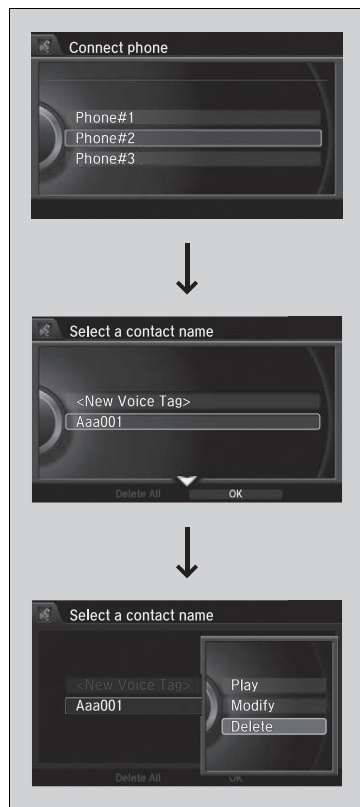 Connect phone
Phone#1
Phone#2
Phone#3
Select a contact name
<New Voice Tag>
Aaa001
Delete All OK
Select a contact name
<New Voice Tag> Play
Aaa001 Modify
Delete
Delete All OK